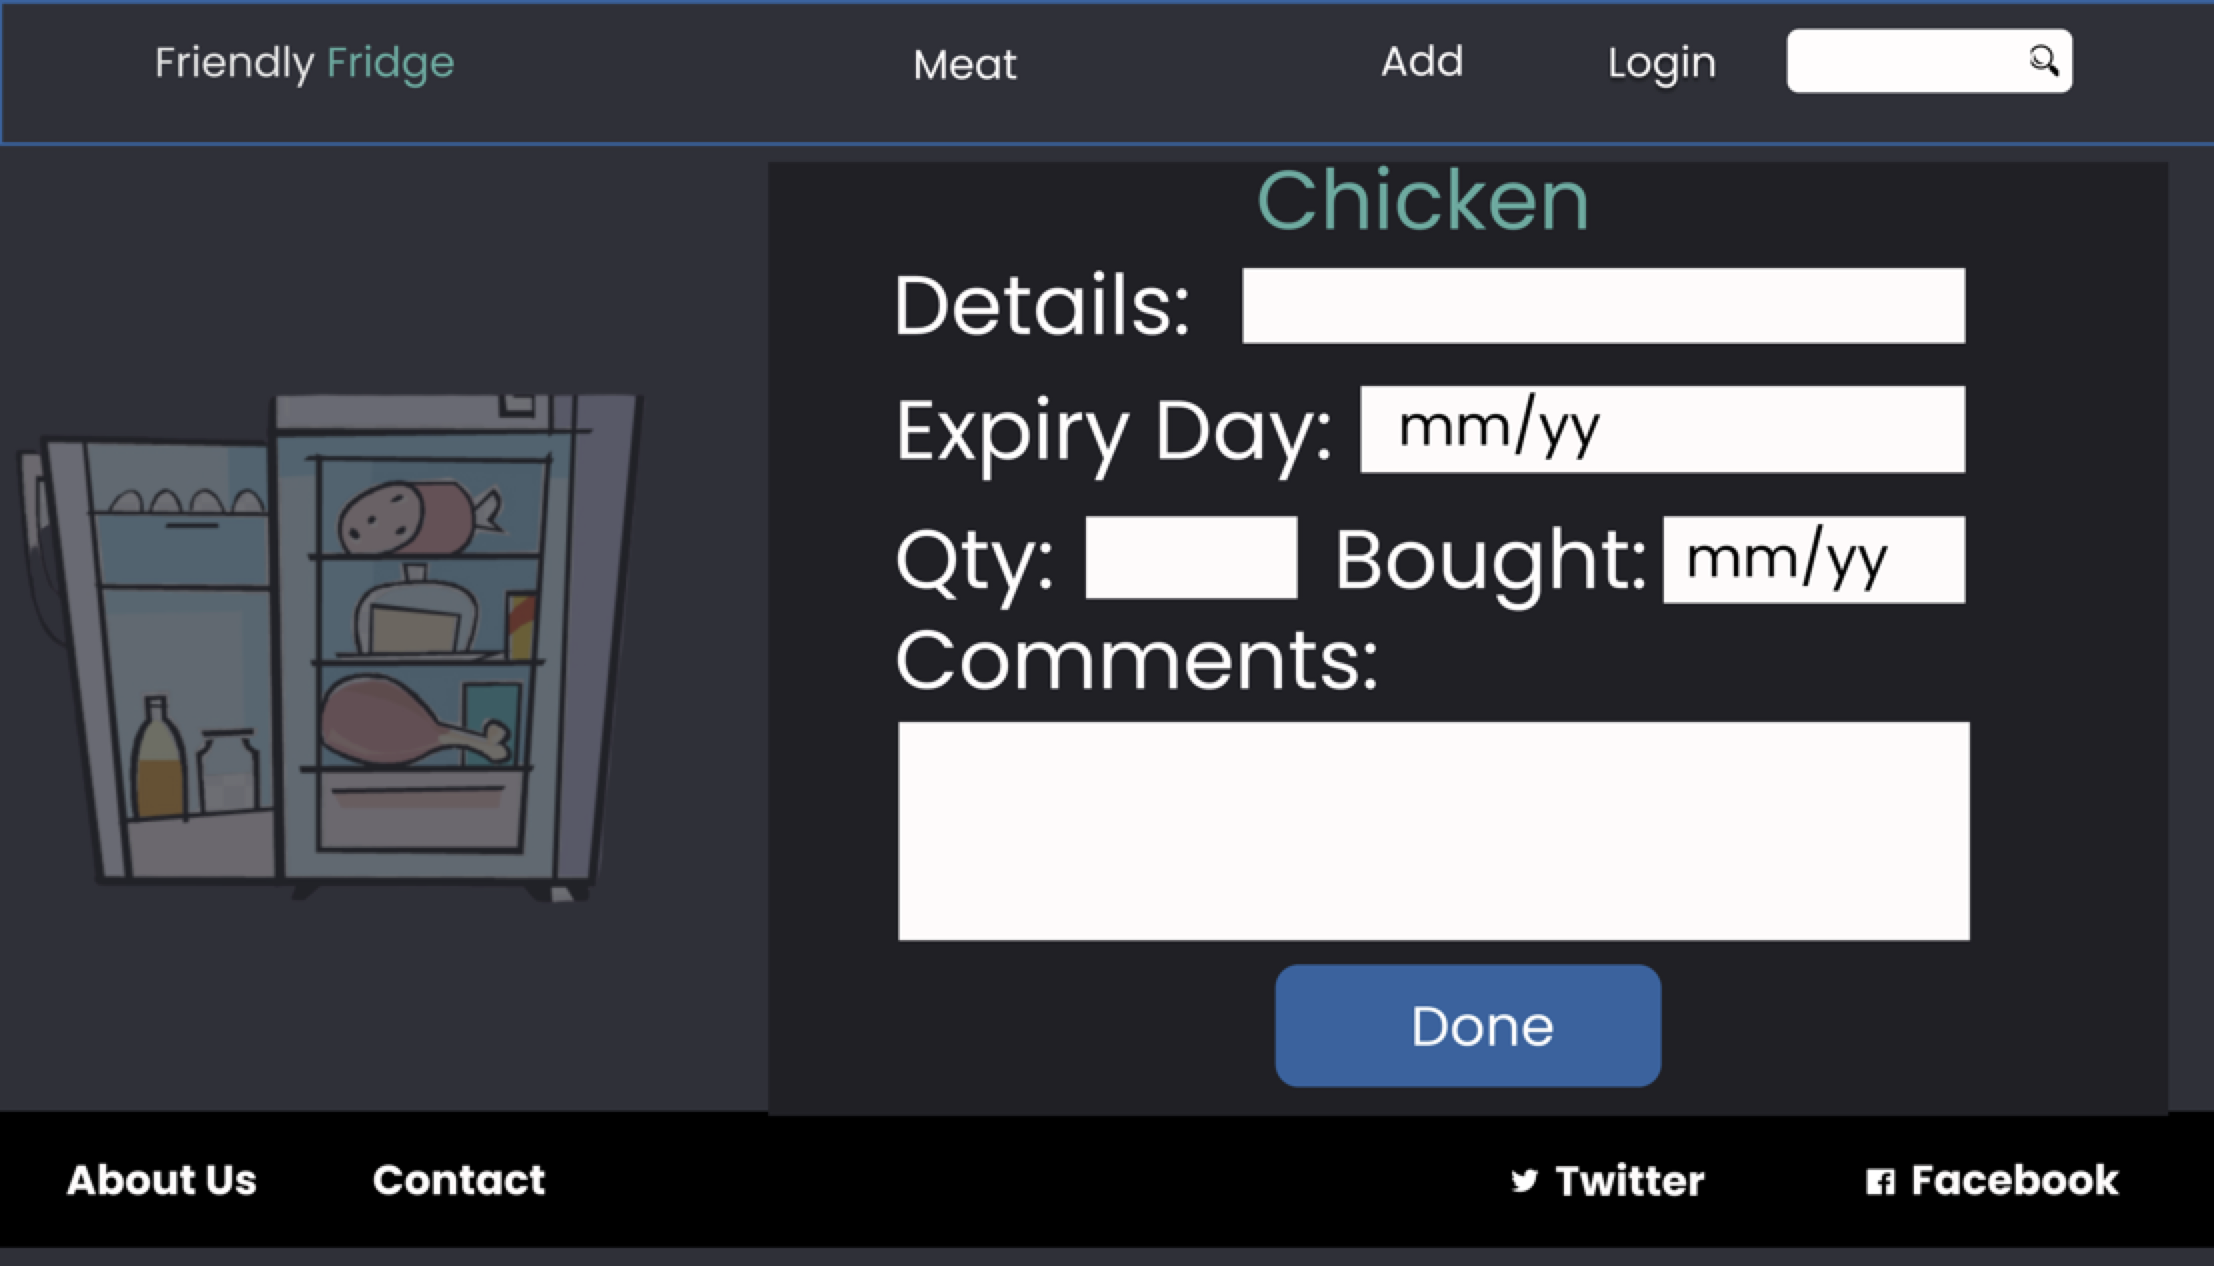 Friendly Fridge
Meat
Add
Login
Chicken
Details:
Expiry Day: mm/yy
Qty: Bought: mm/yy
Comments:
Done
About Us
Contact
Twitter
Facebook